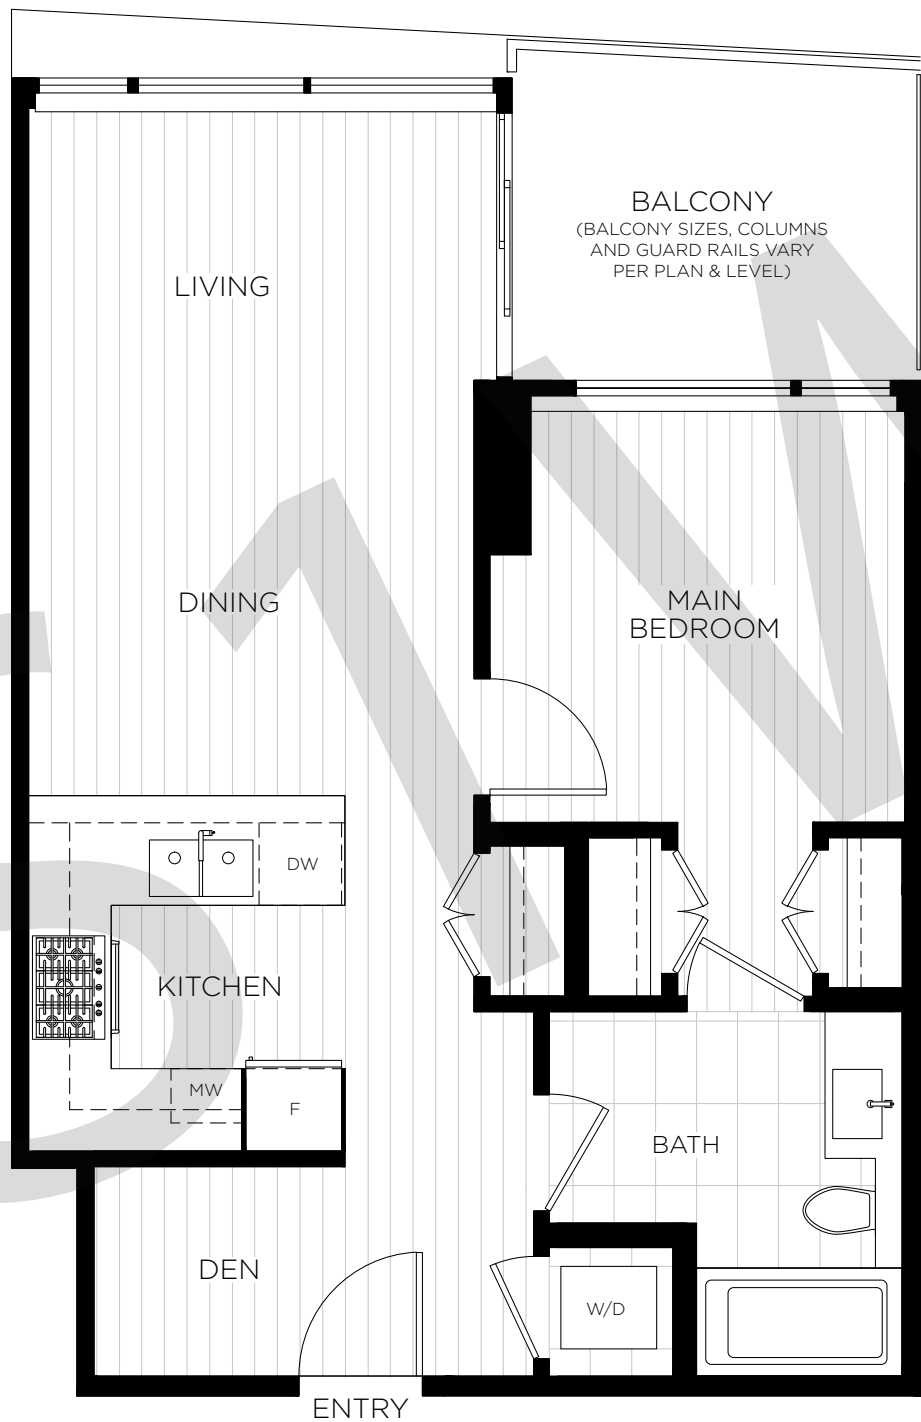 BALCONY
(BALCONY SIZES, COLUMNS
AND GUARD RAILS VARY
PER PLAN & LEVEL)
LIVING
DINING
MAIN
BEDROOM
DW
KITCHEN
MW
F
BATH
DEN
W/D
ENTRY